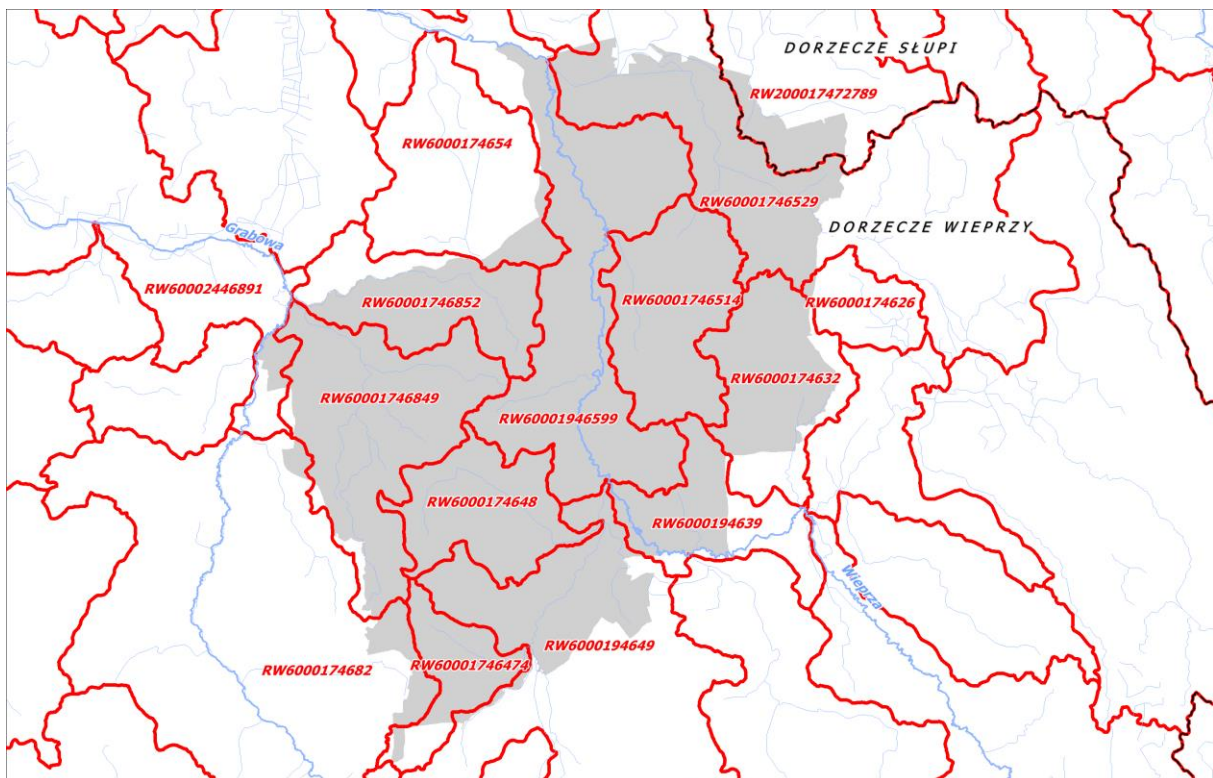 DORZECZE SŁUPI
RW200017472789
RW6000174654
RW60001746529
DORZECZE WIEPRZY
Grabowa
RW60002446891
RW60001746852
RW60001746514
RW6000174626
RW6000174632
RW60001746849
RW60001946599
RW6000174648
RW6000194639
Wieprza
RW6000194649
RW6000174682
RW60001746474